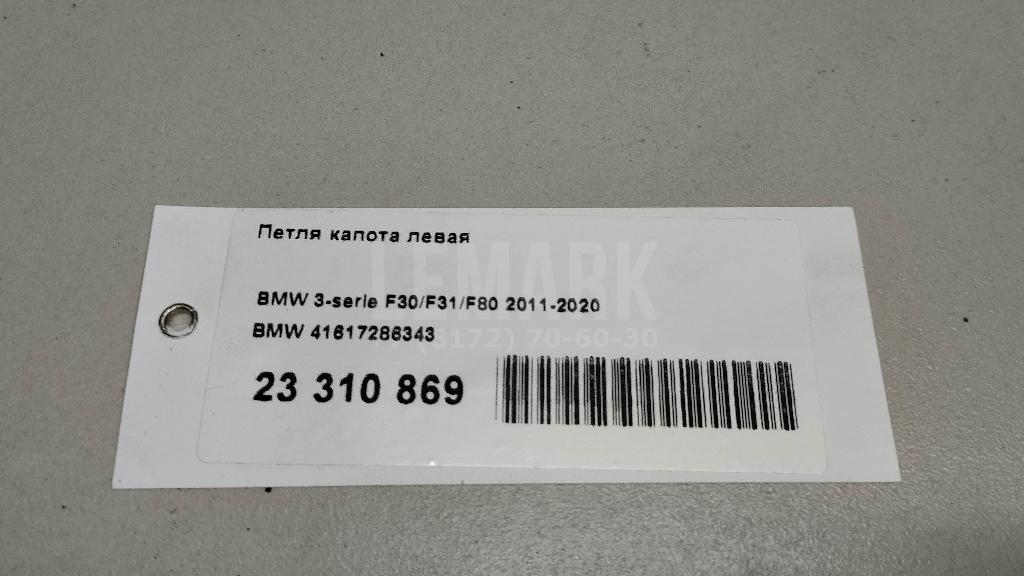 Петля капота левая
LEMARK
BMW 3-serie F30/F31/F80 2011-2020
BMW 41617286343
(8172) 70-60-30
23 310 869